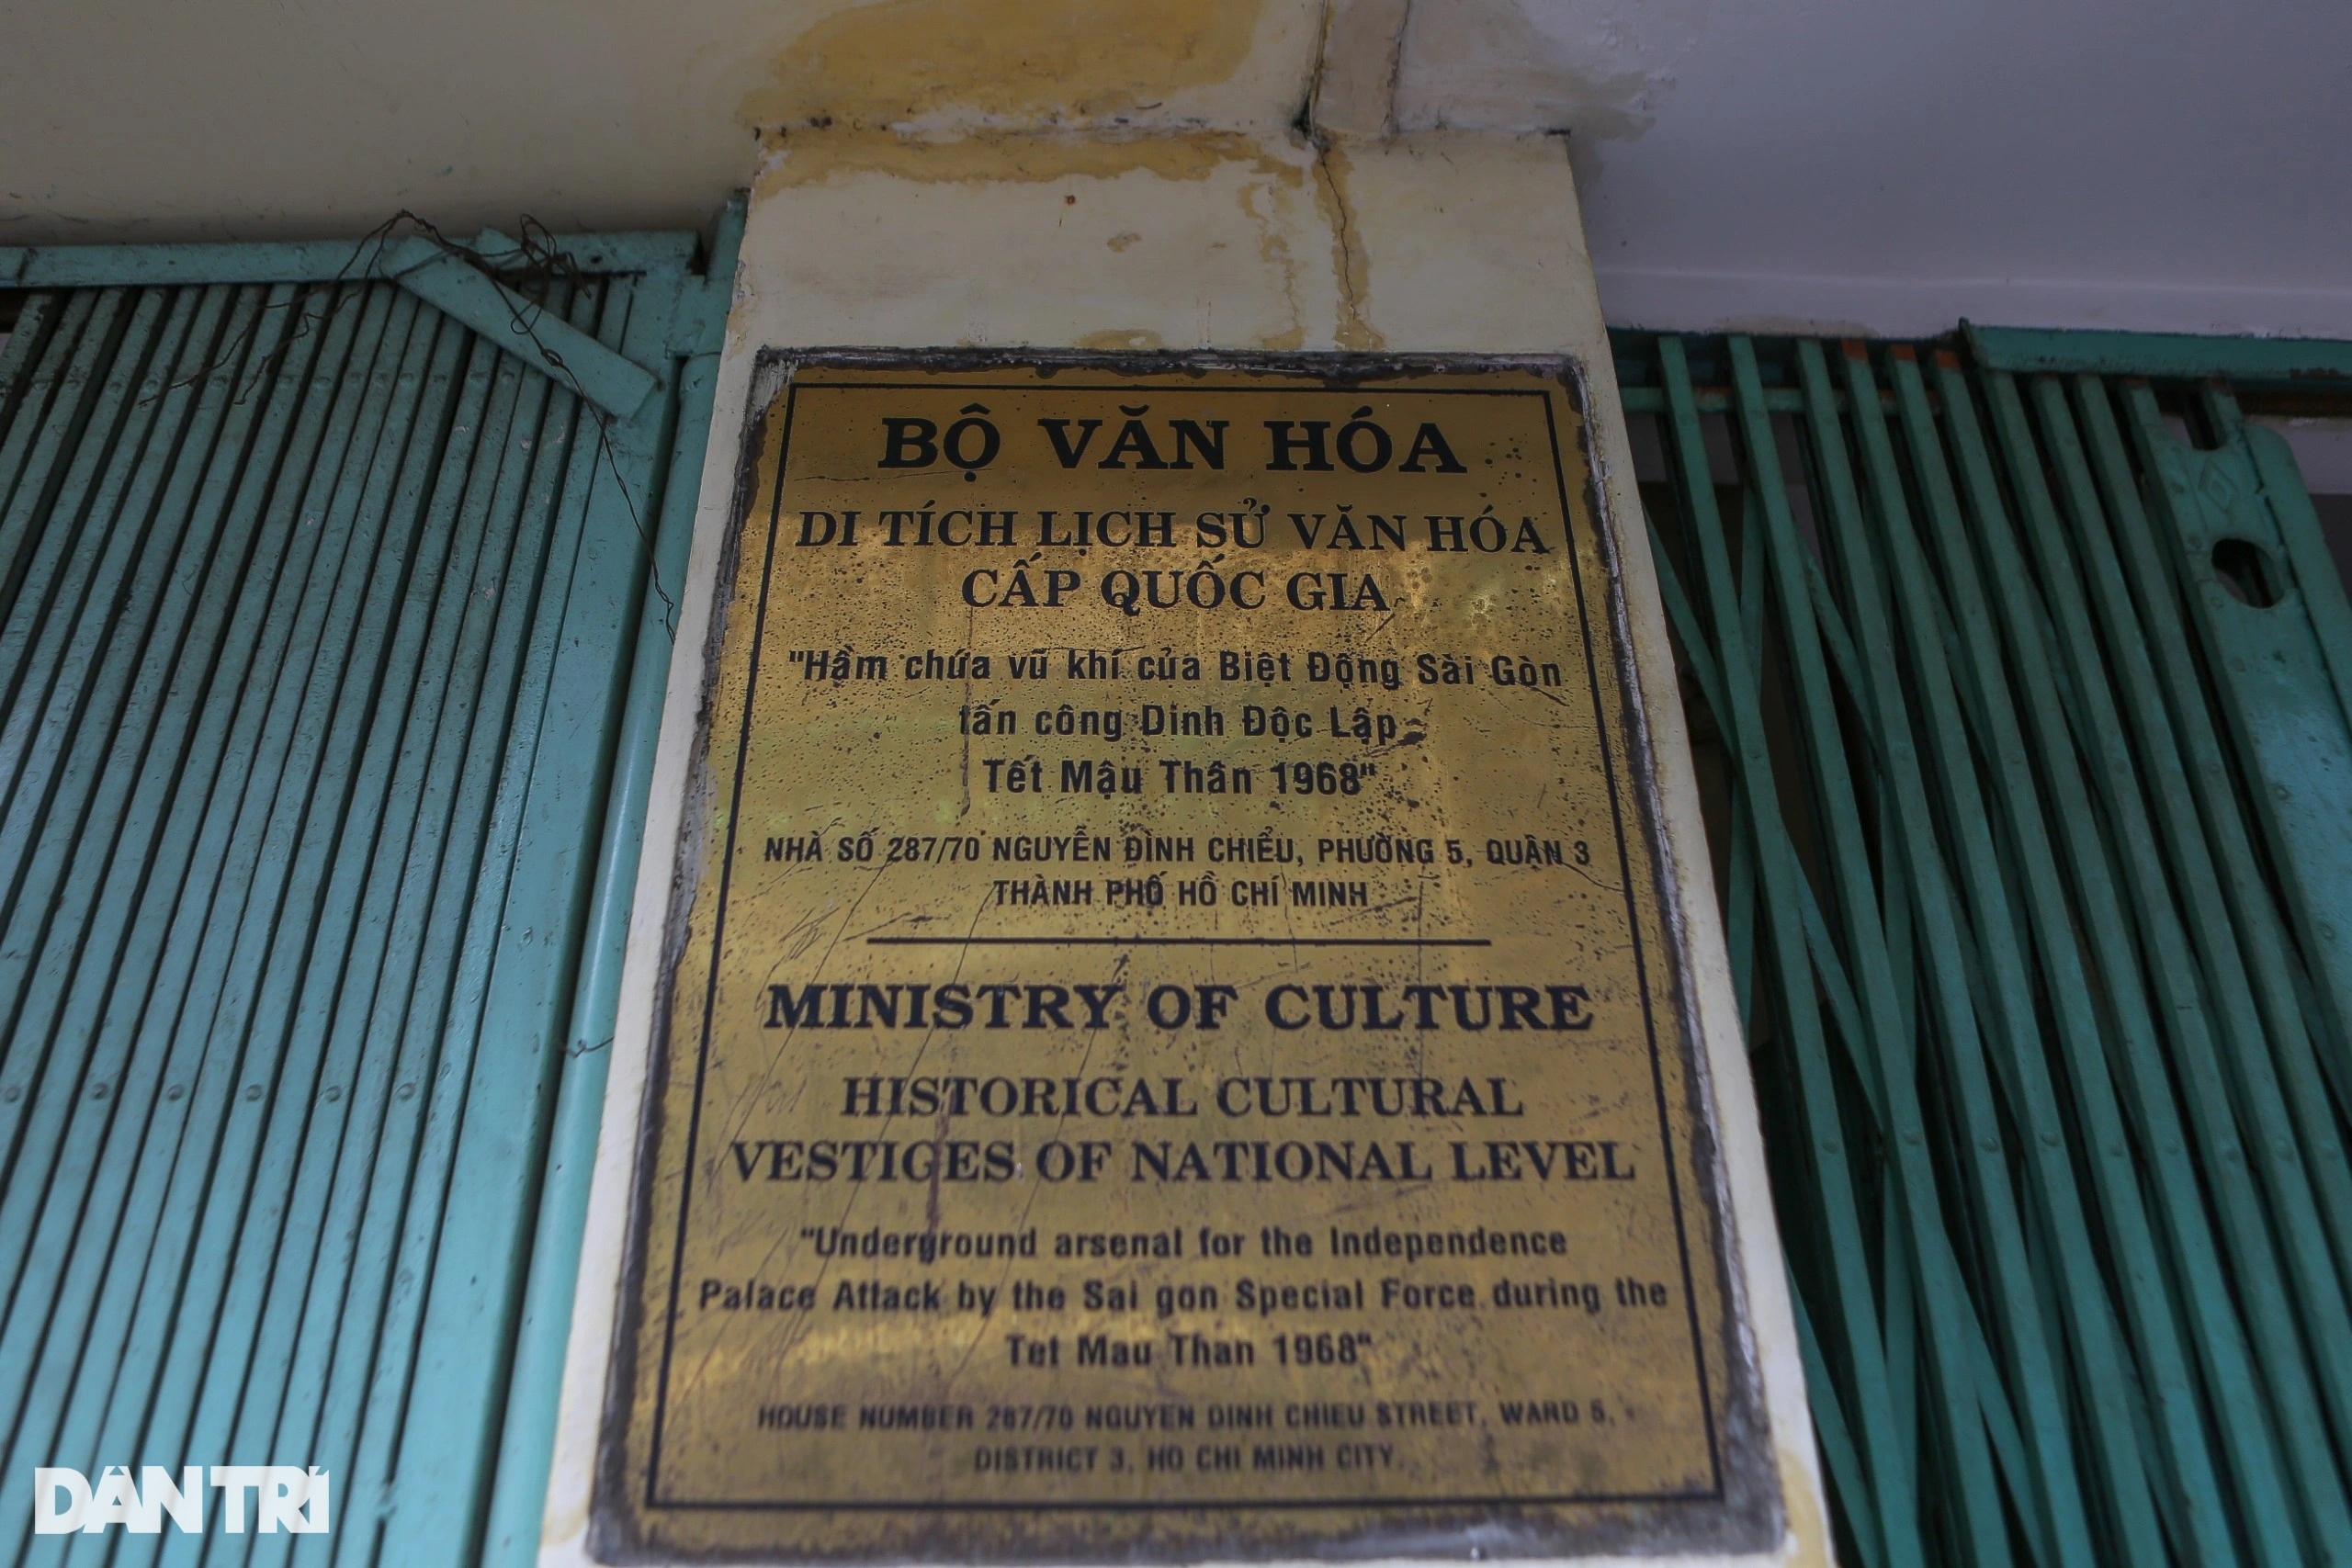 BỘ VĂN HÓA
DI TÍCH LỊCH SỬ VĂN HÓA
CẤP QUỐC GIA
"Hầm chứa vũ khí của Biệt Động Sài Gòn
tấn công Dinh Độc Lập
Tết Mậu Thân 1968"
NHÀ SỐ 287/70 NGUYỄN ĐÌNH CHIỂU, PHƯỜNG 5, QUẬN 3
THÀNH PHỐ HỒ CHÍ MINH
MINISTRY OF CULTURE
HISTORICAL CULTURAL
VESTIGES OF NATIONAL LEVEL
"Underground arsenal for the Independence
Palace Attack by the Sai gon Special Force during the
Tet Mau Than 1968"
HOUSE NUMBER 287/70 NGUYEN DINH CHIEU STREET, WARD 5,
DISTRICT 3, HO CHI MINH CITY.
DÂN TRÍ